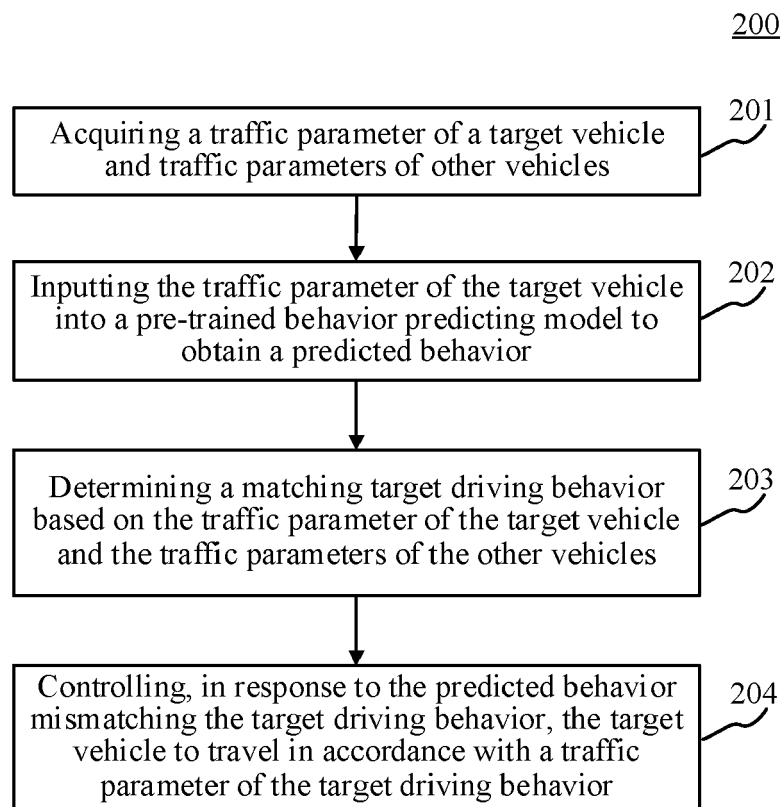 200
Acquiring a traffic parameter of a target vehicle
and traffic parameters of other vehicles
201
Inputting the traffic parameter of the target vehicle
into a pre-trained behavior predicting model to
obtain a predicted behavior
202
Determining a matching target driving behavior
based on the traffic parameter of the target vehicle
and the traffic parameters of the other vehicles
203
Controlling, in response to the predicted behavior
mismatching the target driving behavior, the target
vehicle to travel in accordance with a traffic
parameter of the target driving behavior
204